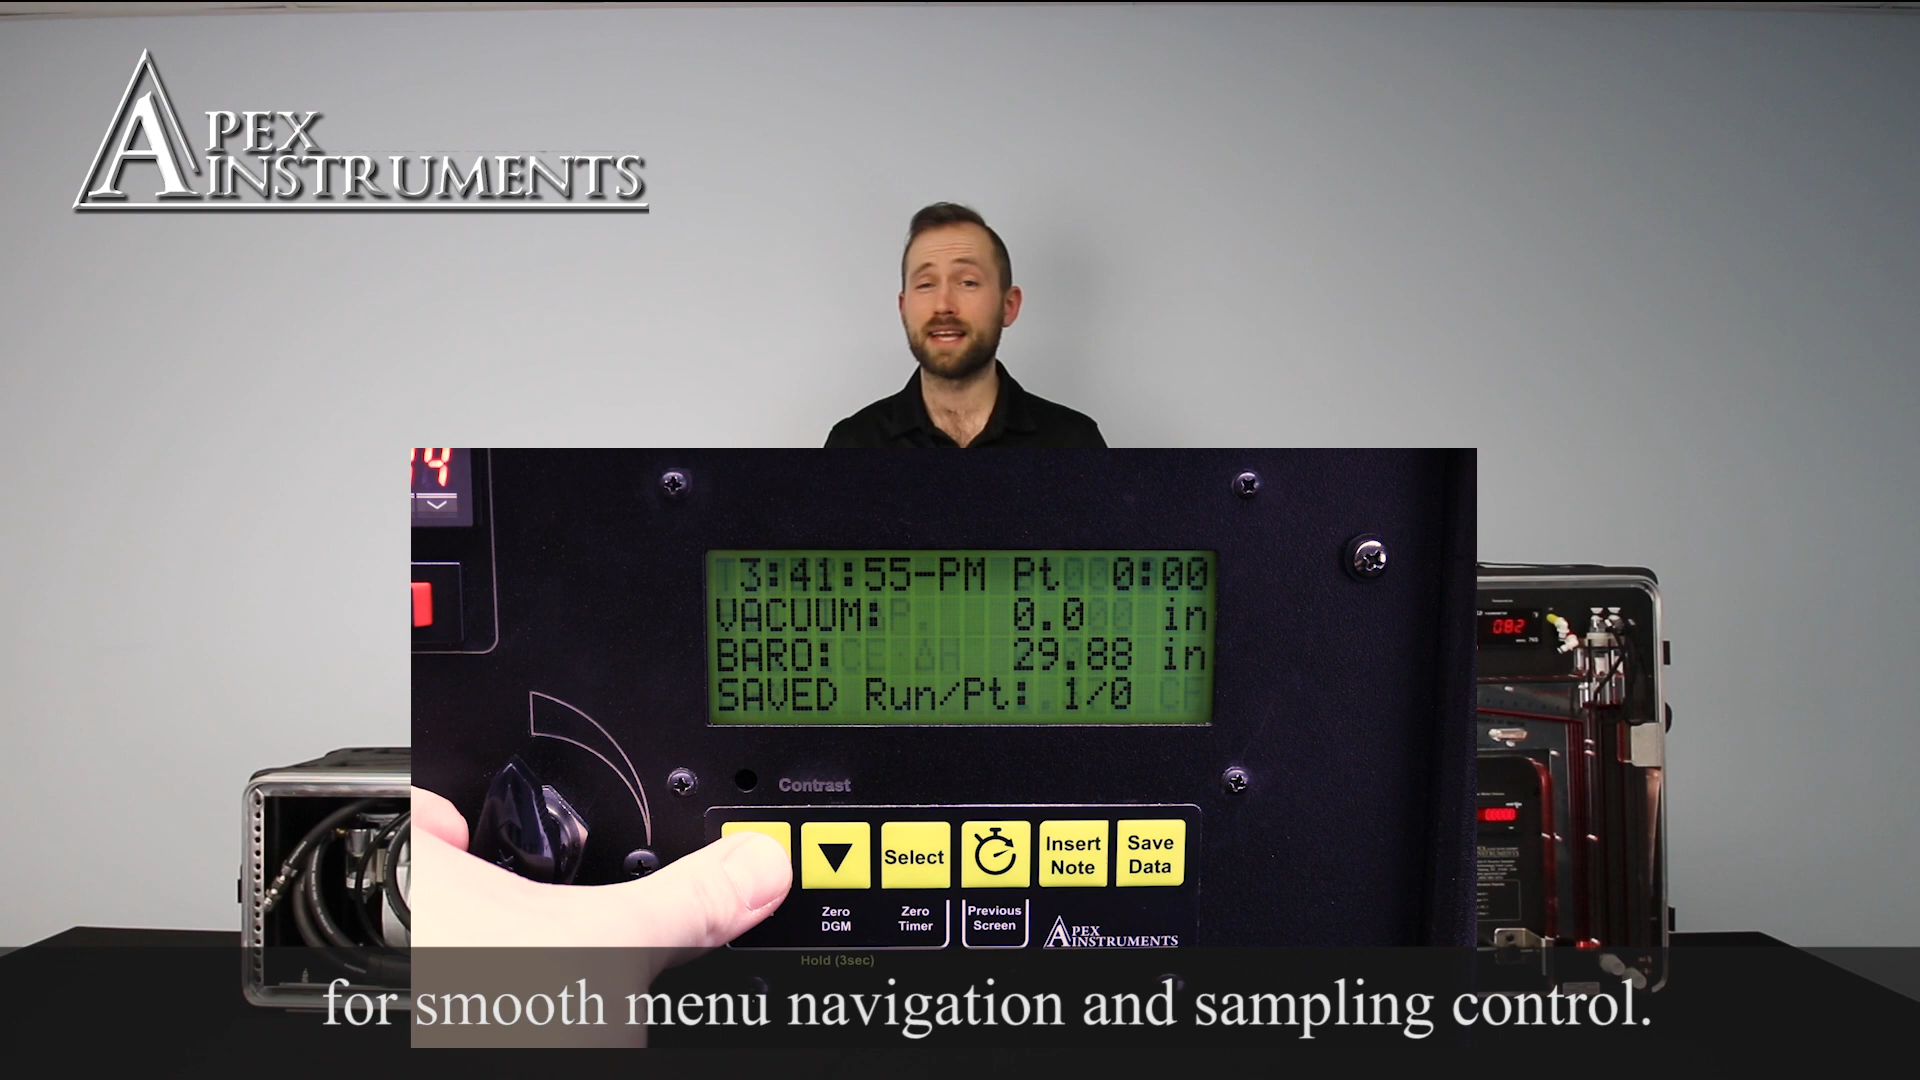 APEX
INSTRUMENTS
3:41:55-PM Pt 0:00
VACUUM: 0.0 in
BARO: 29.88 in
SAVED Run/Pt: 1/0
Contrast
Select
Insert
Note
Save
Data
Zero
DGM
Zero
Timer
Previous
Screen
APEX
INSTRUMENTS
Hold (3sec)
082
for smooth menu navigation and sampling control.